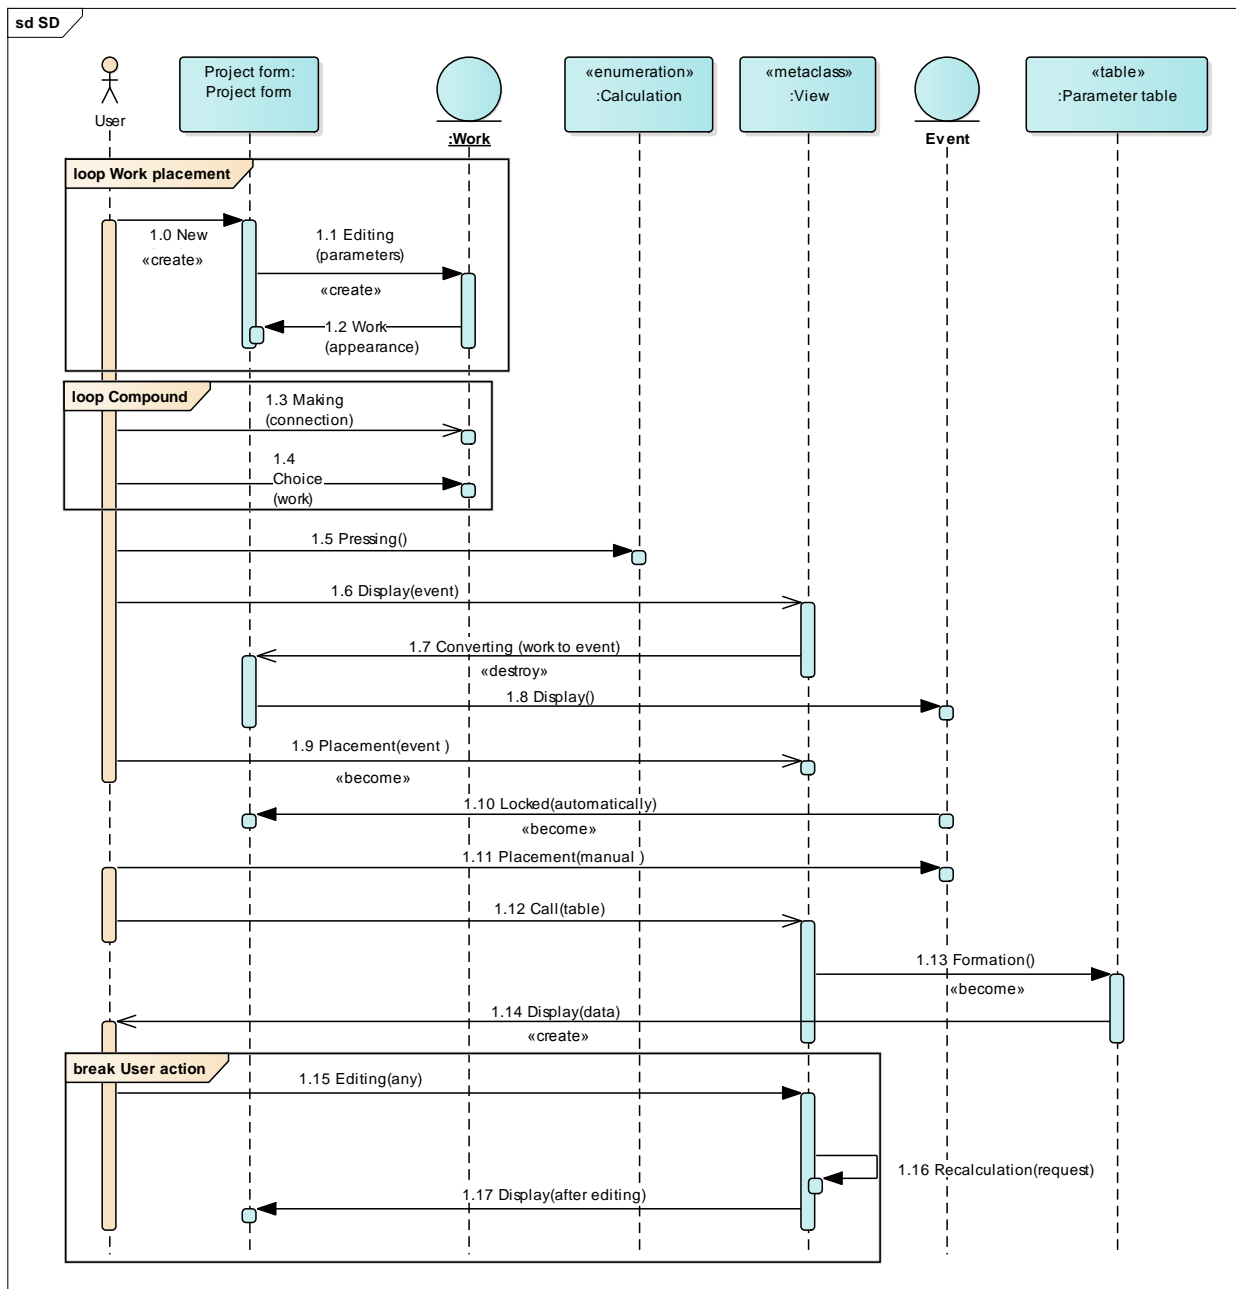 sd SD
User
Project form:
Project form
:Work
«enumeration»
:Calculation
«metaclass»
:View
Event
«table»
:Parameter table
loop Work placement
1.0 New
«create»
1.1 Editing
(parameters)
«create»
1.2 Work
(appearance)
loop Compound
1.3 Making
(connection)
1.4
Choice
(work)
1.5 Pressing()
1.6 Display(event)
1.7 Converting (work to event)
«destroy»
1.8 Display()
1.9 Placement(event )
«become»
1.10 Locked(automatically)
«become»
1.11 Placement(manual )
1.12 Call(table)
1.13 Formation()
«become»
1.14 Display(data)
«create»
break User action
1.15 Editing(any)
1.16 Recalculation(request)
1.17 Display(after editing)